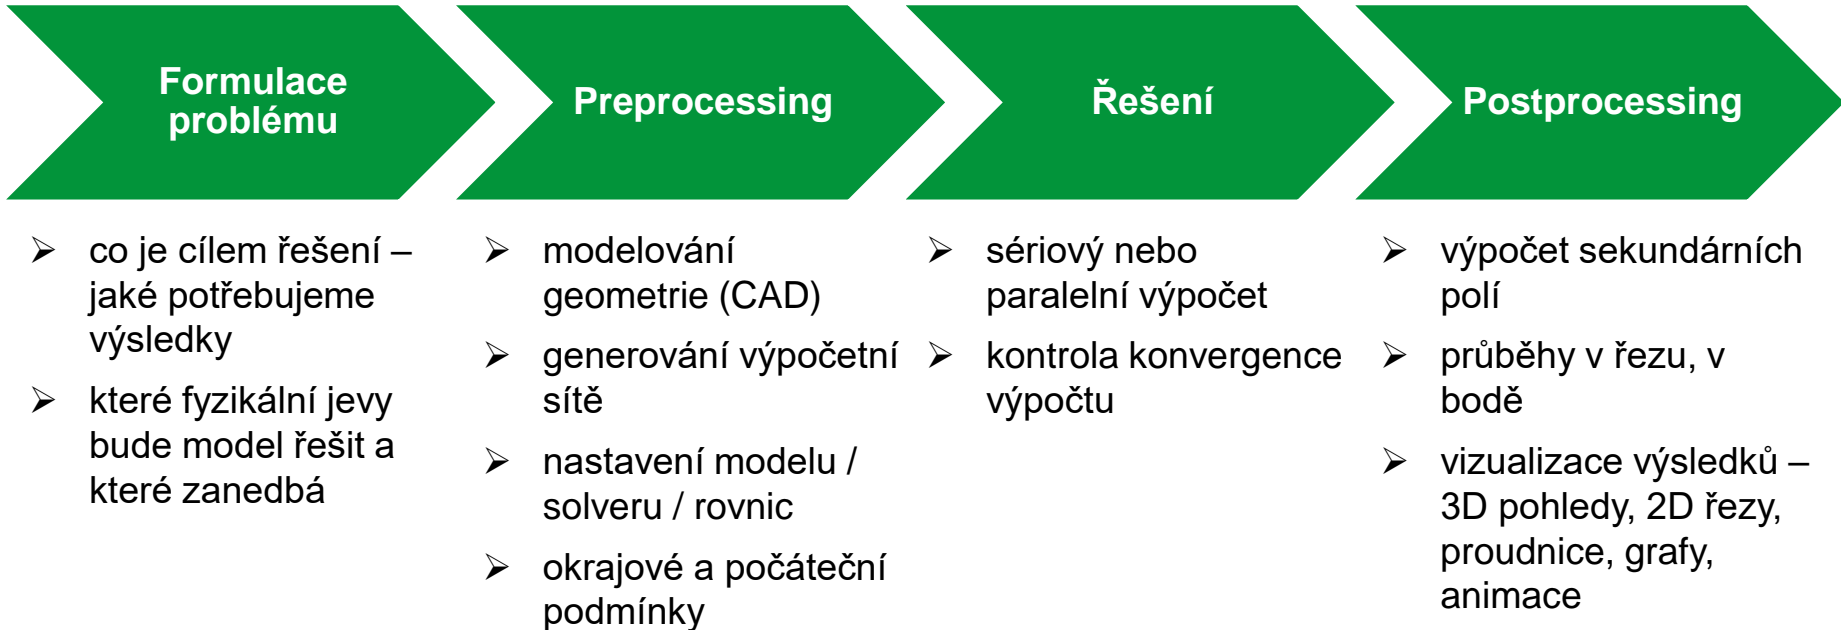 Formulace
problému
Preprocessing
Řešení
Postprocessing
➢ co je cílem řešení –
jaké potřebujeme
výsledky
➢ které fyzikální jevy
bude model řešit a
které zanedbá
➢ modelování
geometrie (CAD)
➢ generování výpočetní
sítě
➢ nastavení modelu /
solveru / rovnic
➢ okrajové a počáteční
podmínky
➢ sériový nebo
paralelní výpočet
➢ kontrola konvergence
výpočtu
➢ výpočet sekundárních
polí
➢ průběhy v řezu, v
bodě
➢ vizualizace výsledků –
3D pohledy, 2D řezy,
proudnice, grafy,
animace